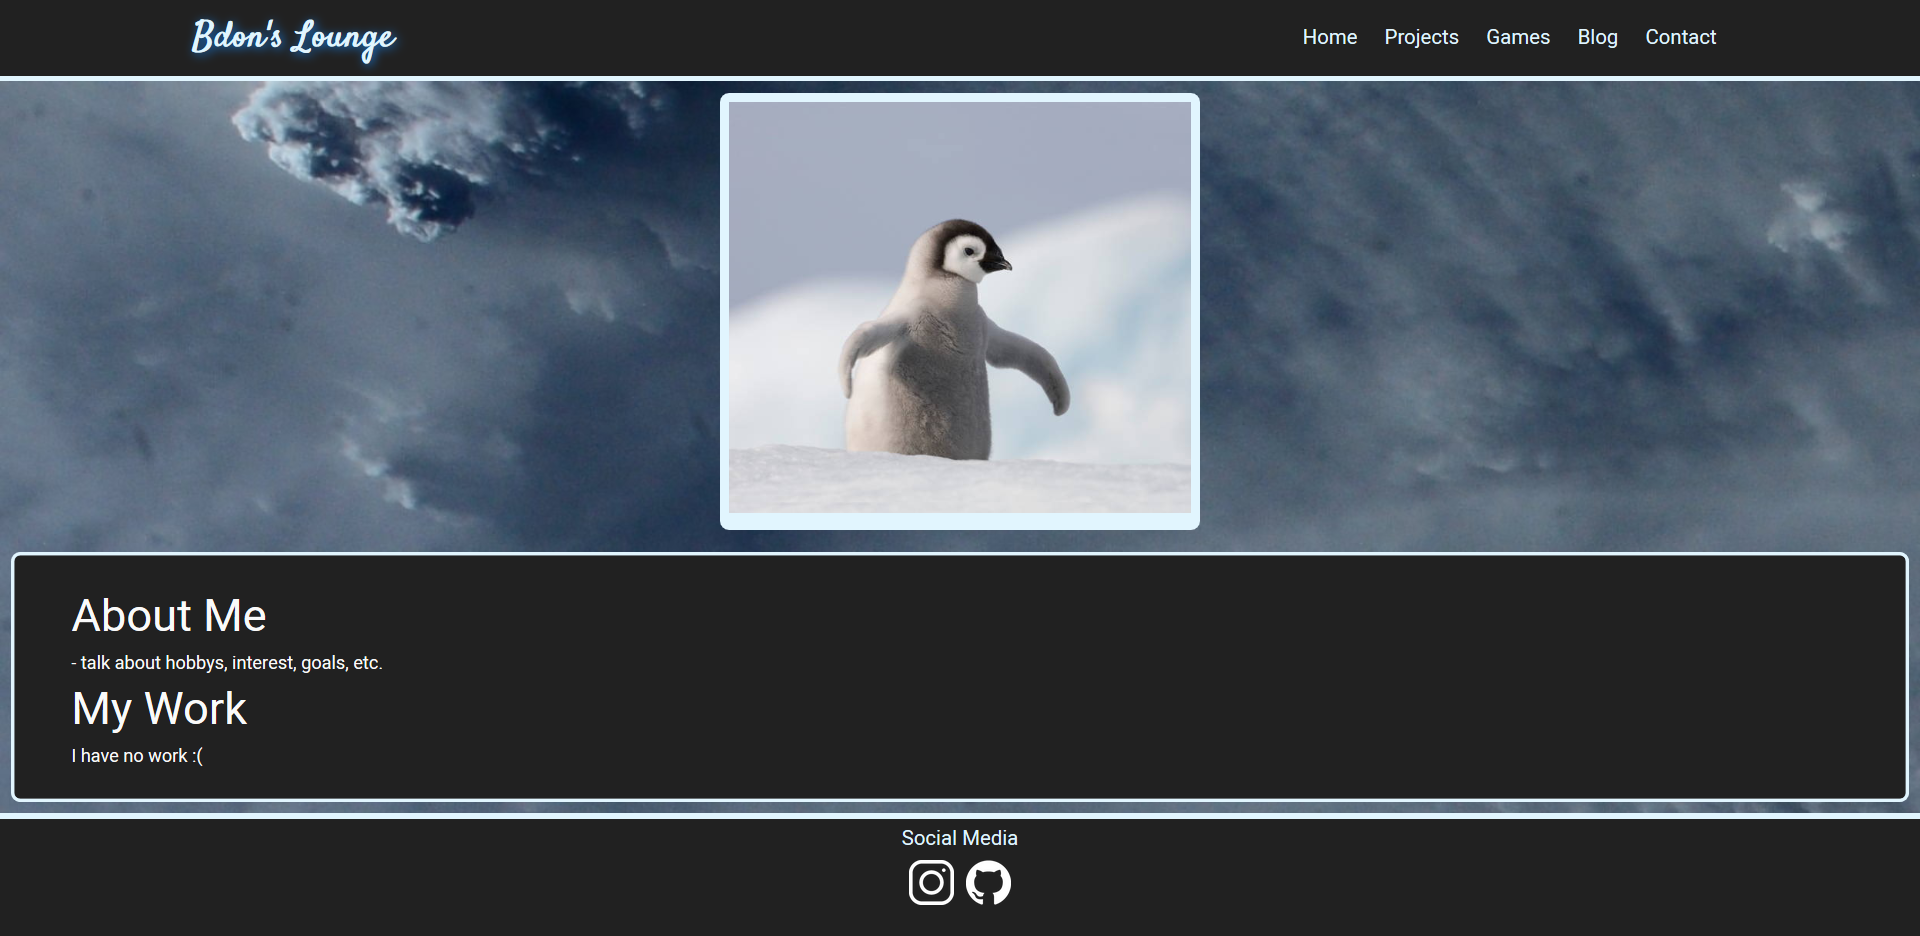 Bdon's Lounge
Home Projects Games Blog Contact
About Me
- talk about hobbys, interest, goals, etc.
My Work
I have no work :(
Social Media